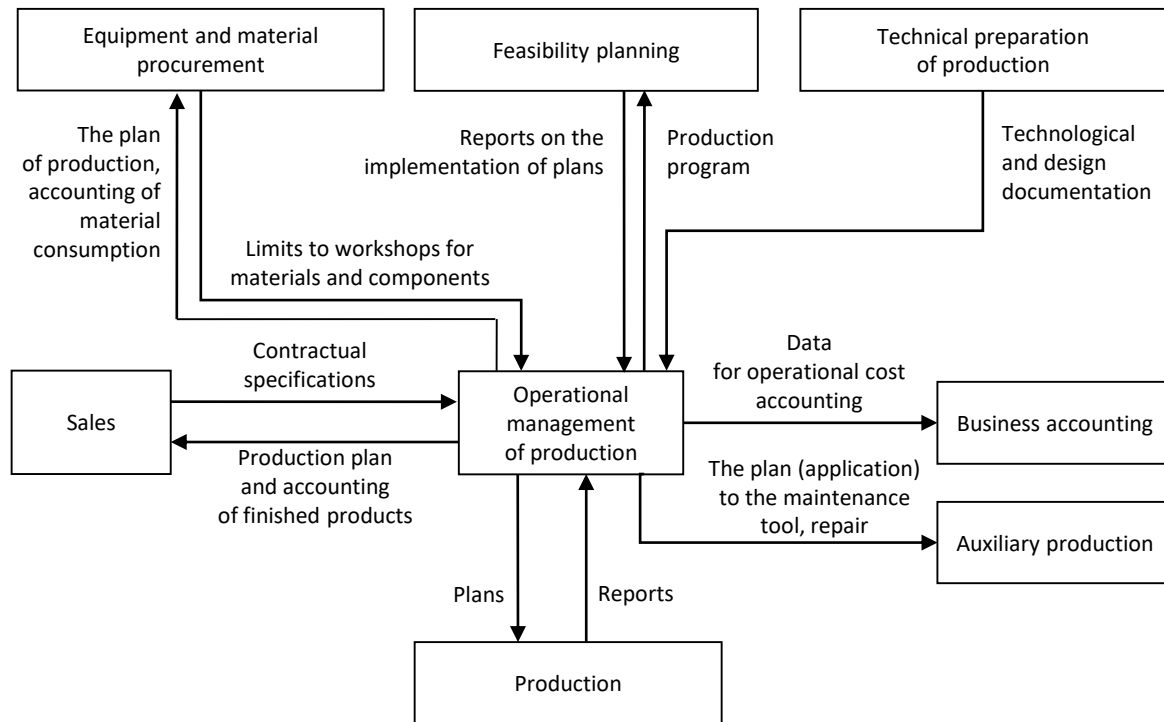 Equipment and material
procurement
Feasibility planning
Technical preparation
of production
The plan
of production,
accounting of
material
consumption
Reports on the
implementation of plans
Production
program
Technological
and design
documentation
Limits to workshops for
materials and components
Contractual
specifications
Data
for operational cost
accounting
Sales
Operational
management
of production
Business accounting
Production plan
and accounting
of finished products
The plan (application)
to the maintenance
tool, repair
Auxiliary production
Plans
Reports
Production